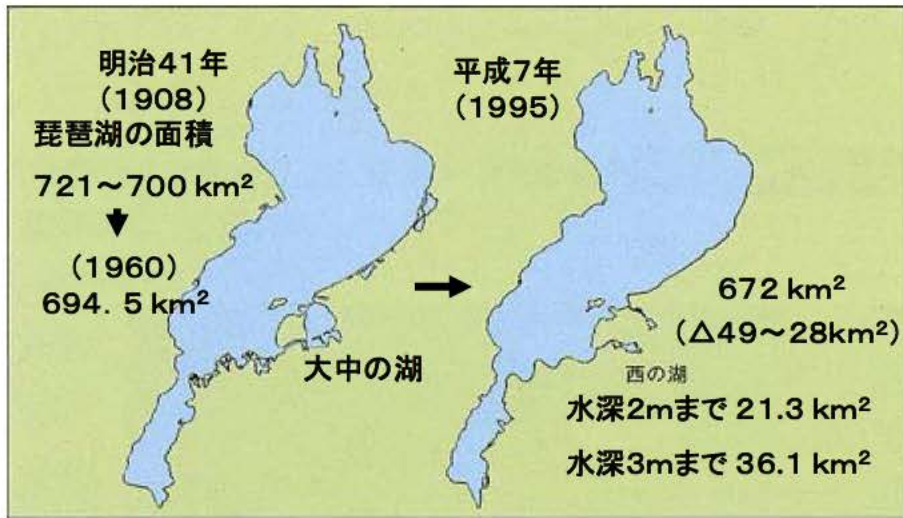 明治41年
(1908)
琵琶湖の面積
721～700 km²
(1960)
694. 5 km²
大中の湖
平成7年
(1995)
672 km²
(△49～28km²)
西の湖
水深2mまで 21.3 km²
水深3mまで 36.1 km²